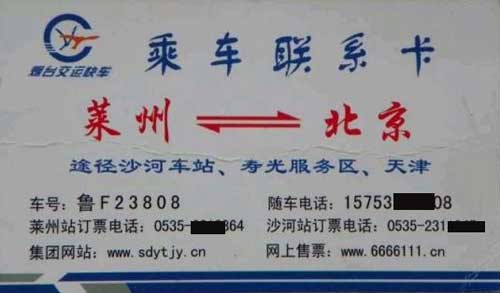 烟台交运快车
乘车联系卡
莱州 ⇌ 北京
途径沙河车站、寿光服务区、天津
车号：鲁F23808 随车电话：15753 08
莱州站订票电话：0535- 364 沙河站订票电话：0535-231
集团网站：www.sdytjy.cn 网上售票：www.6666111.cn